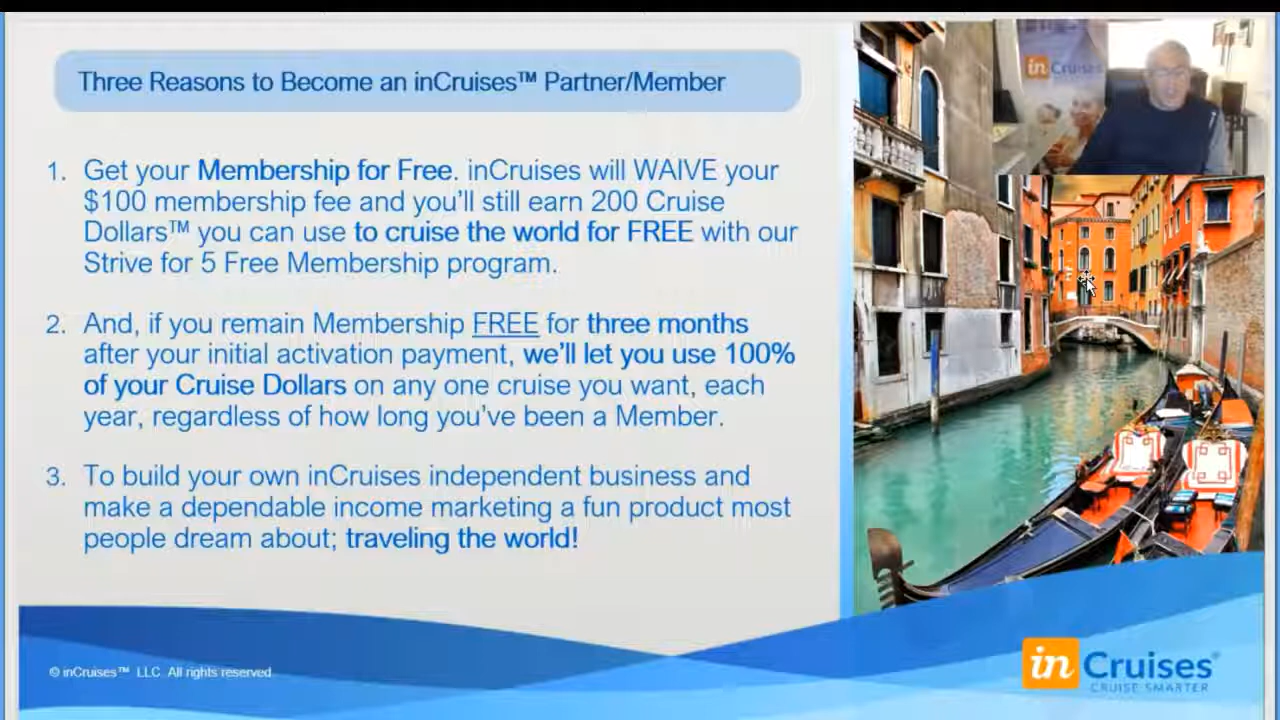 Three Reasons to Become an inCruises™ Partner/Member
in Cruises
1. Get your Membership for Free. inCruises will WAIVE your
$100 membership fee and you'll still earn 200 Cruise
Dollars™ you can use to cruise the world for FREE with our
Strive for 5 Free Membership program.
2. And, if you remain Membership FREE for three months
after your initial activation payment, we'll let you use 100%
of your Cruise Dollars on any one cruise you want, each
year, regardless of how long you've been a Member.
3. To build your own inCruises independent business and
make a dependable income marketing a fun product most
people dream about; traveling the world!
© inCruises™ LLC. All rights reserved
in Cruises®
CRUISE SMARTER